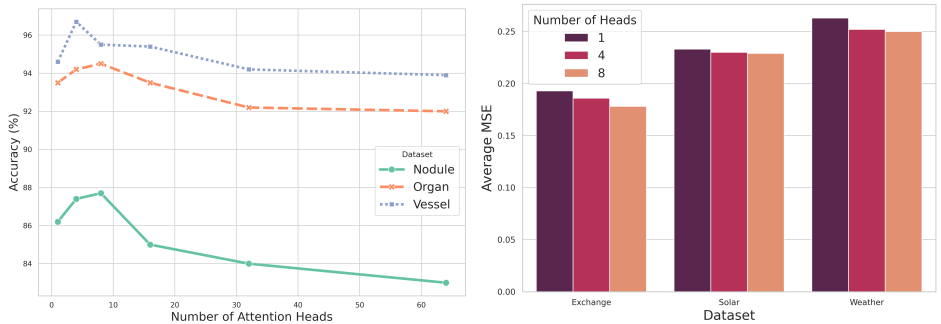 96
94
92
90
88
86
84
Accuracy (%)
0
10
20
30
40
50
60
Number of Attention Heads
Dataset
Nodule
Organ
Vessel
0.25
0.20
0.15
0.10
0.05
0.00
Average MSE
Number of Heads
1
4
8
Exchange
Solar
Weather
Dataset